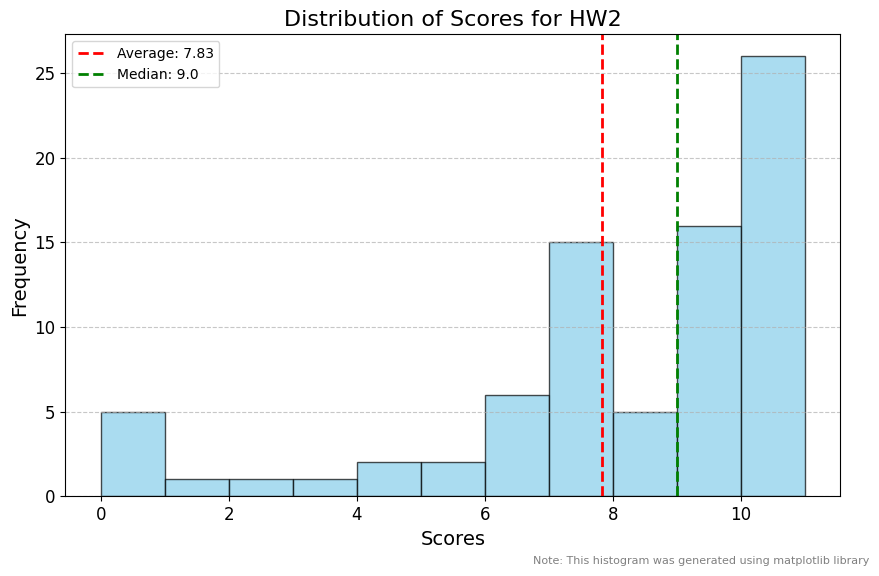 Distribution of Scores for HW2
Average: 7.83
Median: 9.0
25
20
15
10
5
0
Frequency
0 2 4 6 8 10
Scores
Note: This histogram was generated using matplotlib library